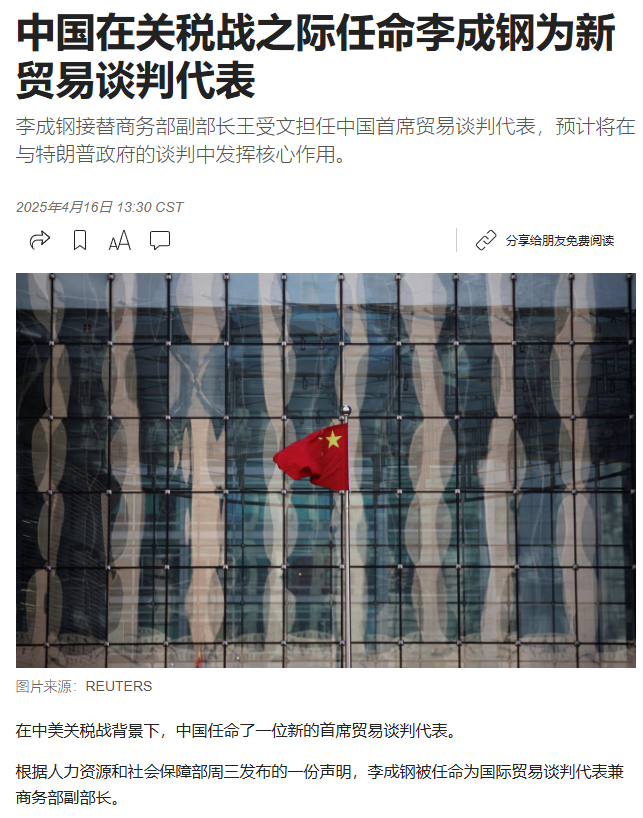 中国在关税战之际任命李成钢为新
贸易谈判代表
李成钢接替商务部副部长王受文担任中国首席贸易谈判代表，预计将在
与特朗普政府的谈判中发挥核心作用。
2025年4月16日 13:30 CST
AA
分享给朋友免费阅读
图片来源：REUTERS
在中美关税战背景下，中国任命了一位新的首席贸易谈判代表。
根据人力资源和社会保障部周三发布的一份声明，李成钢被任命为国际贸易谈判代表兼
商务部副部长。